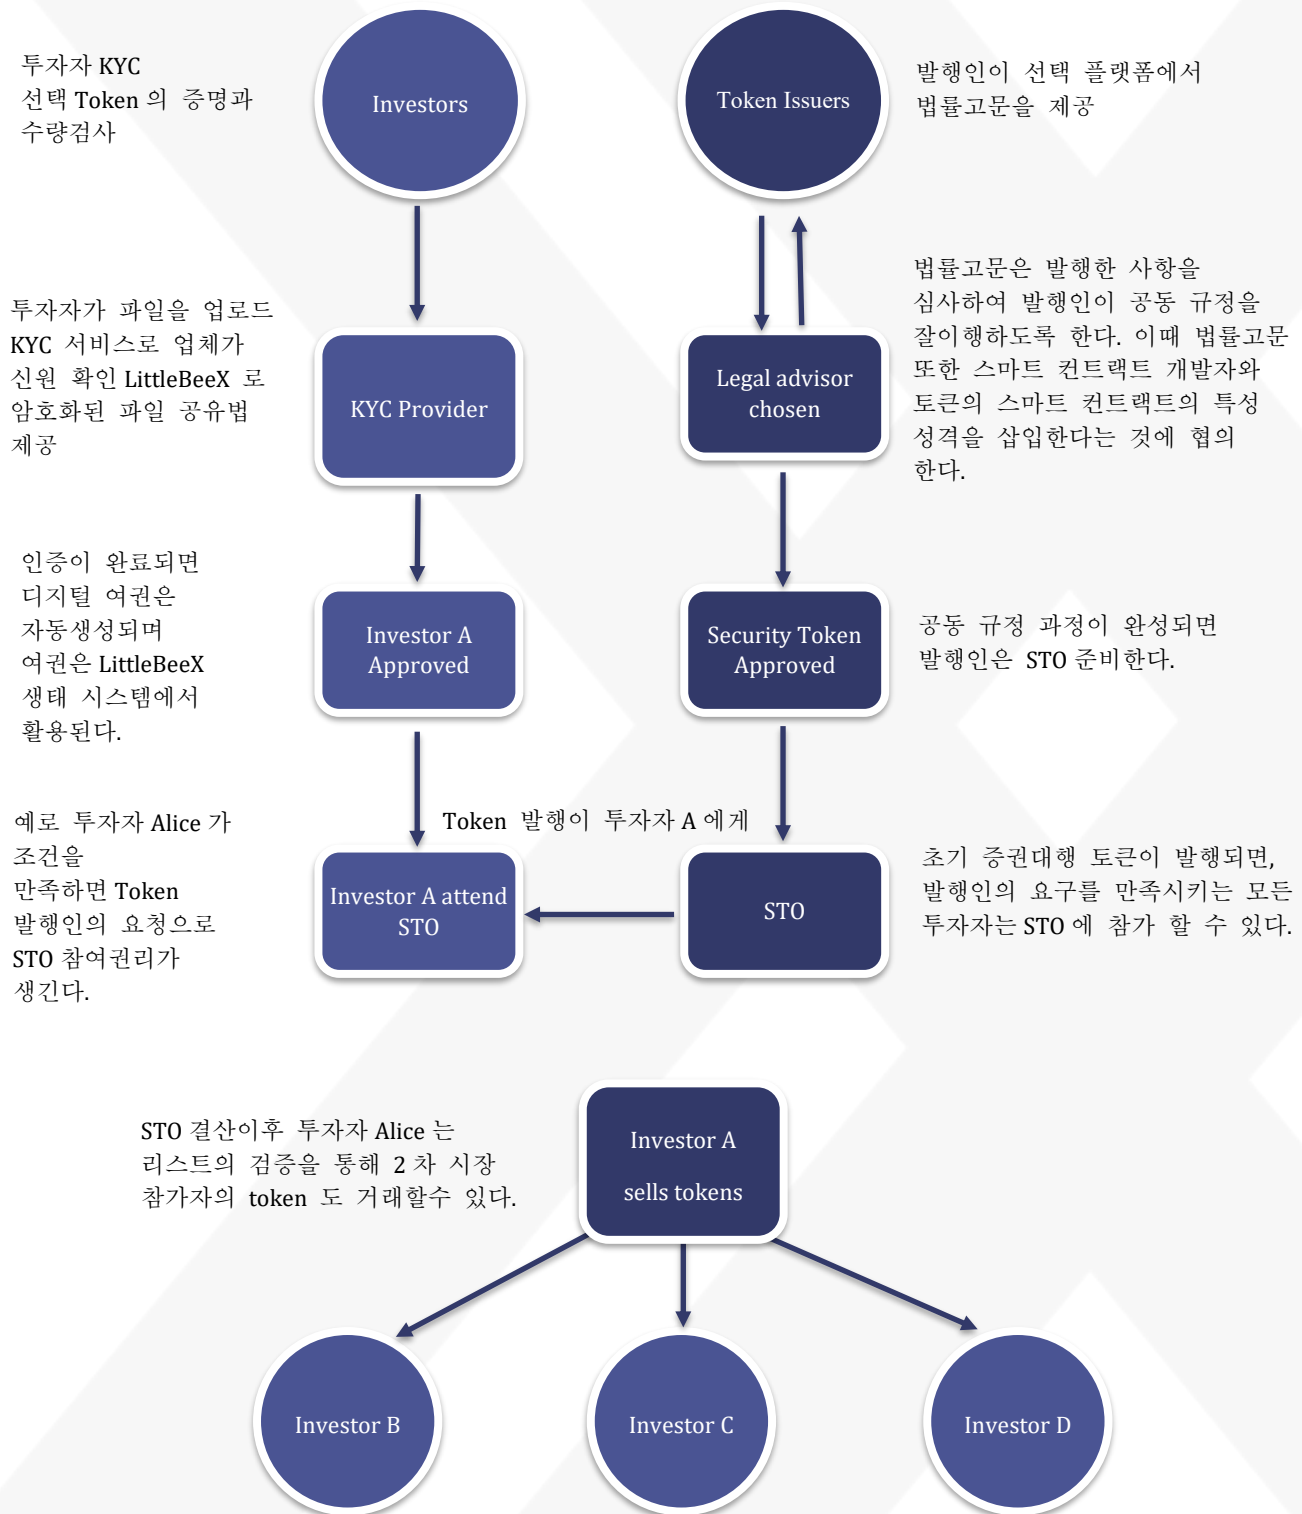 투자자 KYC
선택 Token 의 증명과
수량검사
Investors
Token Issuers
발행인이 선택 플랫폼에서
법률고문을 제공
투자자가 파일을 업로드
KYC 서비스로 업체가
신원 확인 LittleBeeX 로
암호화된 파일 공유법
제공
KYC Provider
Legal advisor
chosen
법률고문은 발행한 사항을
심사하여 발행인이 공동 규정을
잘이행하도록 한다. 이때 법률고문
또한 스마트 컨트랙트 개발자와
토큰의 스마트 컨트랙트의 특성
성격을 삽입한다는 것에 협의
한다.
인증이 완료되면
디지털 여권은
자동생성되며
여권은 LittleBeeX
생태 시스템에서
활용된다.
Investor A
Approved
Security Token
Approved
공동 규정 과정이 완성되면
발행인은 STO 준비한다.
예로 투자자 Alice 가
조건을
만족하면 Token
발행인의 요청으로
STO 참여권리가
생긴다.
Token 발행이 투자자 A 에게
Investor A attend
STO
STO
초기 증권대행 토큰이 발행되면,
발행인의 요구를 만족시키는 모든
투자자는 STO 에 참가 할 수 있다.
STO 결산이후 투자자 Alice 는
리스트의 검증을 통해 2 차 시장
참가자의 token 도 거래할수 있다.
Investor A
sells tokens
Investor B
Investor C
Investor D